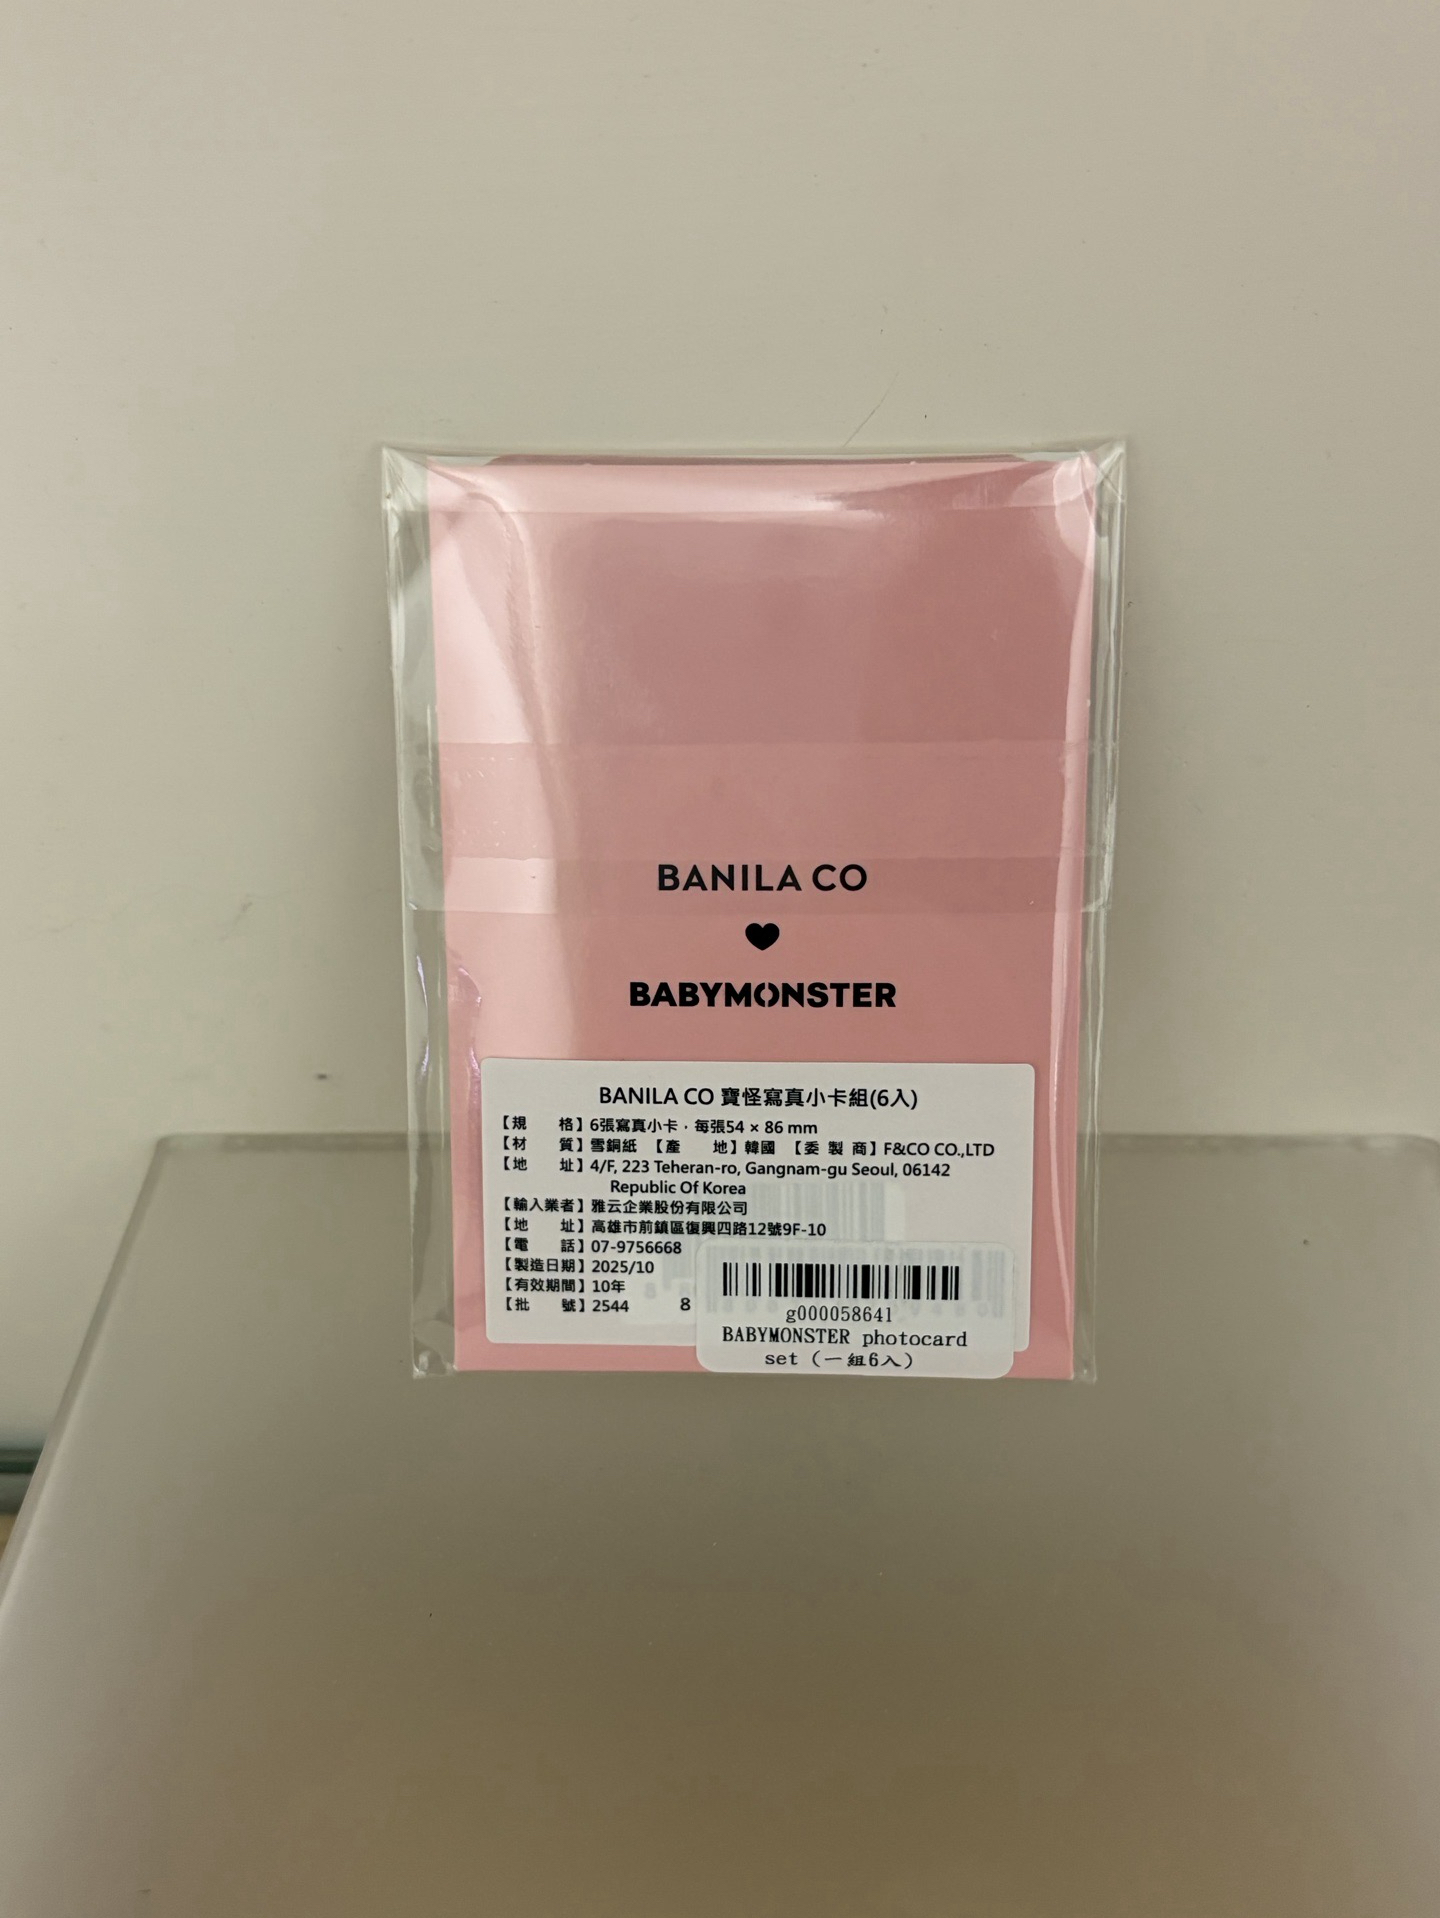 BANILA CO
BABYMONSTER
BANILA CO 寶怪寫真小卡組(6入)
【規 格】6張寫真小卡，每張54 × 86 mm
【材 質】雪銅紙 【產 地】韓國 【委 製 商】F&CO CO.,LTD
【地 址】4/F, 223 Teheran-ro, Gangnam-gu Seoul, 06142
Republic Of Korea
【輸入業者】雅云企業股份有限公司
【地 址】高雄市前鎮區復興四路12號9F-10
【電 話】07-9756668
【製造日期】2025/10
【有效期間】10年
【批 號】2544 8
g000058641
BABYMONSTER photocard
set (一組6入)